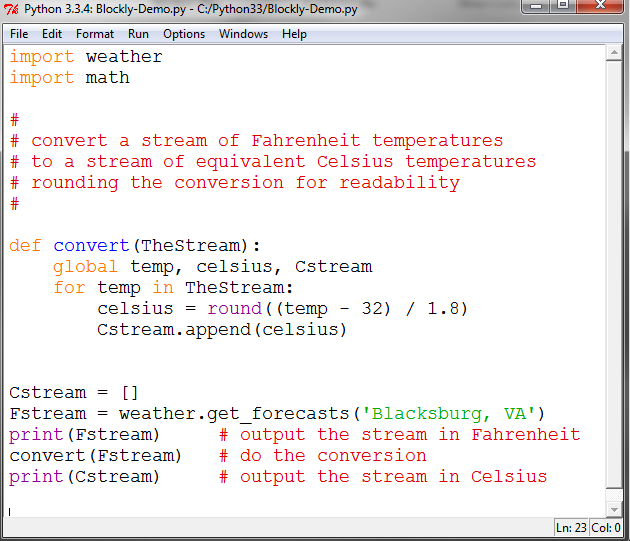 Python 3.3.4: Blockly-Demo.py - C:/Python33/Blockly-Demo.py
File Edit Format Run Options Windows Help
import weather
import math
#
# convert a stream of Fahrenheit temperatures
# to a stream of equivalent Celsius temperatures
# rounding the conversion for readability
#
def convert(TheStream):
    global temp, celsius, Cstream
    for temp in TheStream:
        celsius = round((temp - 32) / 1.8)
        Cstream.append(celsius)
Cstream = []
Fstream = weather.get_forecasts('Blacksburg, VA')
print(Fstream)     # output the stream in Fahrenheit
convert(Fstream)   # do the conversion
print(Cstream)     # output the stream in Celsius
Ln: 23 Col: 0